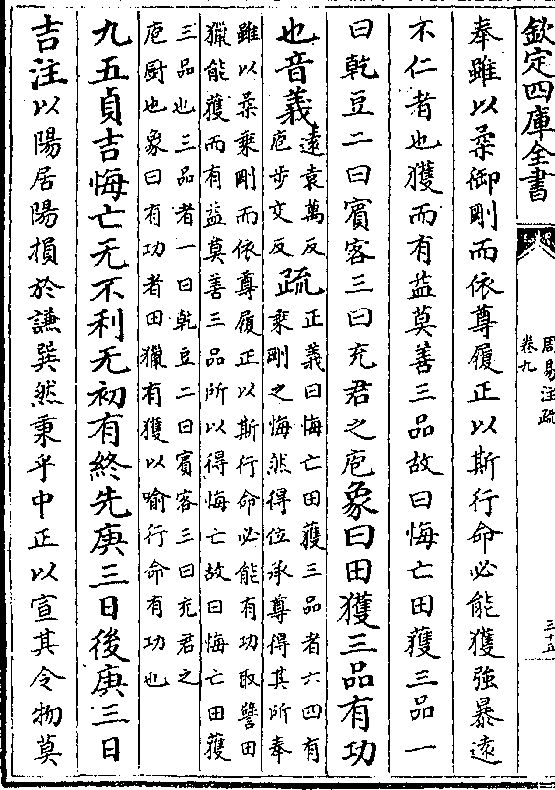 欽定四庫全書
周易注疏
卷九
三十五
奉雖以柔御剛而依尊履正以斯行命必能獲強暴遠
不仁者也獲而有益莫善三品故曰悔亡田獲三品一
曰乾豆二曰賓客三曰充君之庖象曰田獲三品有功
也音義遠袁萬反
庖步交反疏正義曰悔亡田獲三品者六四有
乘剛之悔然得位承尊得其所奉
雖以柔乘剛而依尊履正以斯行命必能有功取譬田
獵能獲而有益莫善三品所以得悔亡故曰悔亡田獲
三品也三品者一曰乾豆二曰賓客三曰充君之
庖厨也象曰有功者田獵有獲以喻行命有功也
九五貞吉悔亡无不利无初有終先庚三日後庚三日
吉注以陽居陽損於謙巽然秉乎中正以宣其令物莫